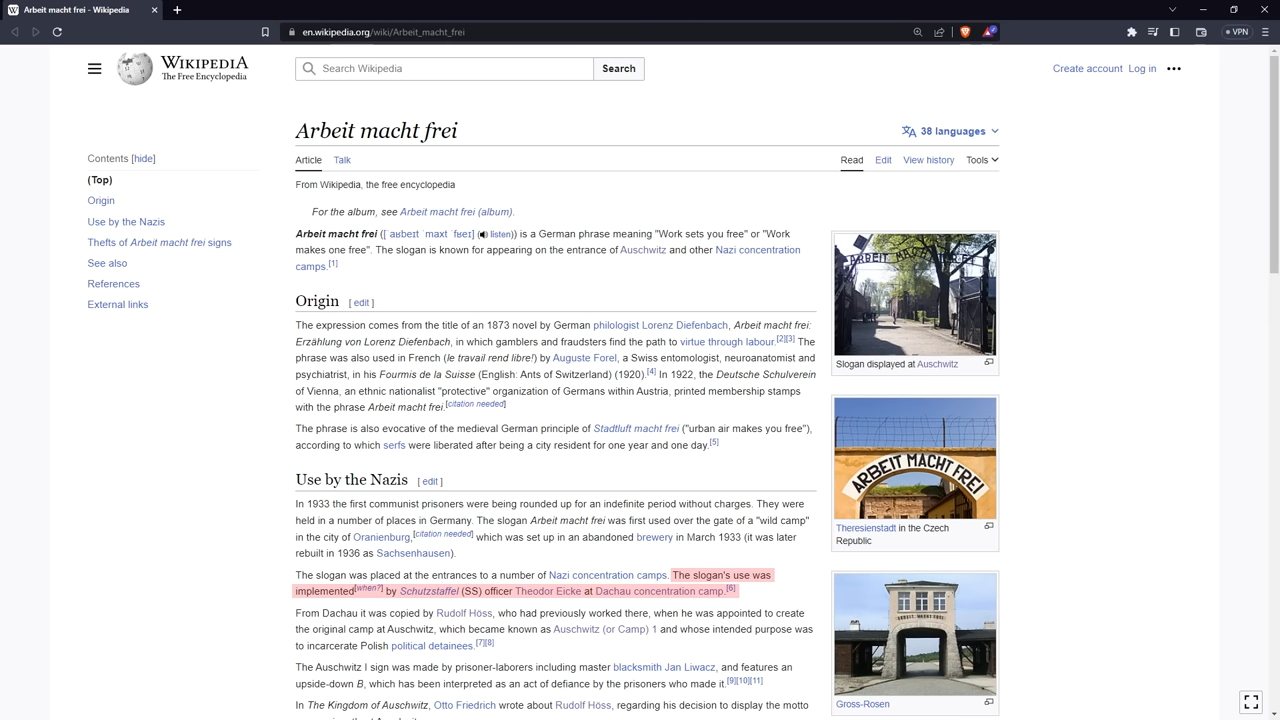 Arbeit macht frei - Wikipedia
en.wikipedia.org/wiki/Arbeit_macht_frei
VPN
WIKIPEDIA
The Free Encyclopedia
Search Wikipedia
Search
Create account Log in
Arbeit macht frei
38 languages
Article Talk
Read Edit View history Tools
Contents [hide]
(Top)
Origin
Use by the Nazis
Thefts of Arbeit macht frei signs
See also
References
External links
From Wikipedia, the free encyclopedia
For the album, see Arbeit macht frei (album).
Arbeit macht frei ([ˈaʁbaɪt ˈmaxt ˈfʁaɪ] (listen)) is a German phrase meaning "Work sets you free" or "Work
makes one free". The slogan is known for appearing on the entrance of Auschwitz and other Nazi concentration
camps.[1]
Origin [ edit ]
The expression comes from the title of an 1873 novel by German philologist Lorenz Diefenbach, Arbeit macht frei:
Erzählung von Lorenz Diefenbach, in which gamblers and fraudsters find the path to virtue through labour.[2][3] The
phrase was also used in French (le travail rend libre!) by Auguste Forel, a Swiss entomologist, neuroanatomist and
psychiatrist, in his Fourmis de la Suisse (English: Ants of Switzerland) (1920).[4] In 1922, the Deutsche Schulverein
of Vienna, an ethnic nationalist "protective" organization of Germans within Austria, printed membership stamps
with the phrase Arbeit macht frei.[citation needed]
The phrase is also evocative of the medieval German principle of Stadtluft macht frei ("urban air makes you free"),
according to which serfs were liberated after being a city resident for one year and one day.[5]
Use by the Nazis [ edit ]
In 1933 the first communist prisoners were being rounded up for an indefinite period without charges. They were
held in a number of places in Germany. The slogan Arbeit macht frei was first used over the gate of a "wild camp"
in the city of Oranienburg,[citation needed] which was set up in an abandoned brewery in March 1933 (it was later
rebuilt in 1936 as Sachsenhausen).
The slogan was placed at the entrances to a number of Nazi concentration camps. The slogan's use was
implemented[when?] by Schutzstaffel (SS) officer Theodor Eicke at Dachau concentration camp.[6]
From Dachau it was copied by Rudolf Höss, who had previously worked there, when he was appointed to create
the original camp at Auschwitz, which became known as Auschwitz (or Camp) 1 and whose intended purpose was
to incarcerate Polish political detainees.[7][8]
The Auschwitz I sign was made by prisoner-laborers including master blacksmith Jan Liwacz, and features an
upside-down B, which has been interpreted as an act of defiance by the prisoners who made it.[9][10][11]
In The Kingdom of Auschwitz, Otto Friedrich wrote about Rudolf Höss, regarding his decision to display the motto
ARBEIT MACHT FREI
Slogan displayed at Auschwitz
ARBEIT MACHT FREI
Theresienstadt in the Czech
Republic
ARBEIT MACHT FREI
Gross-Rosen